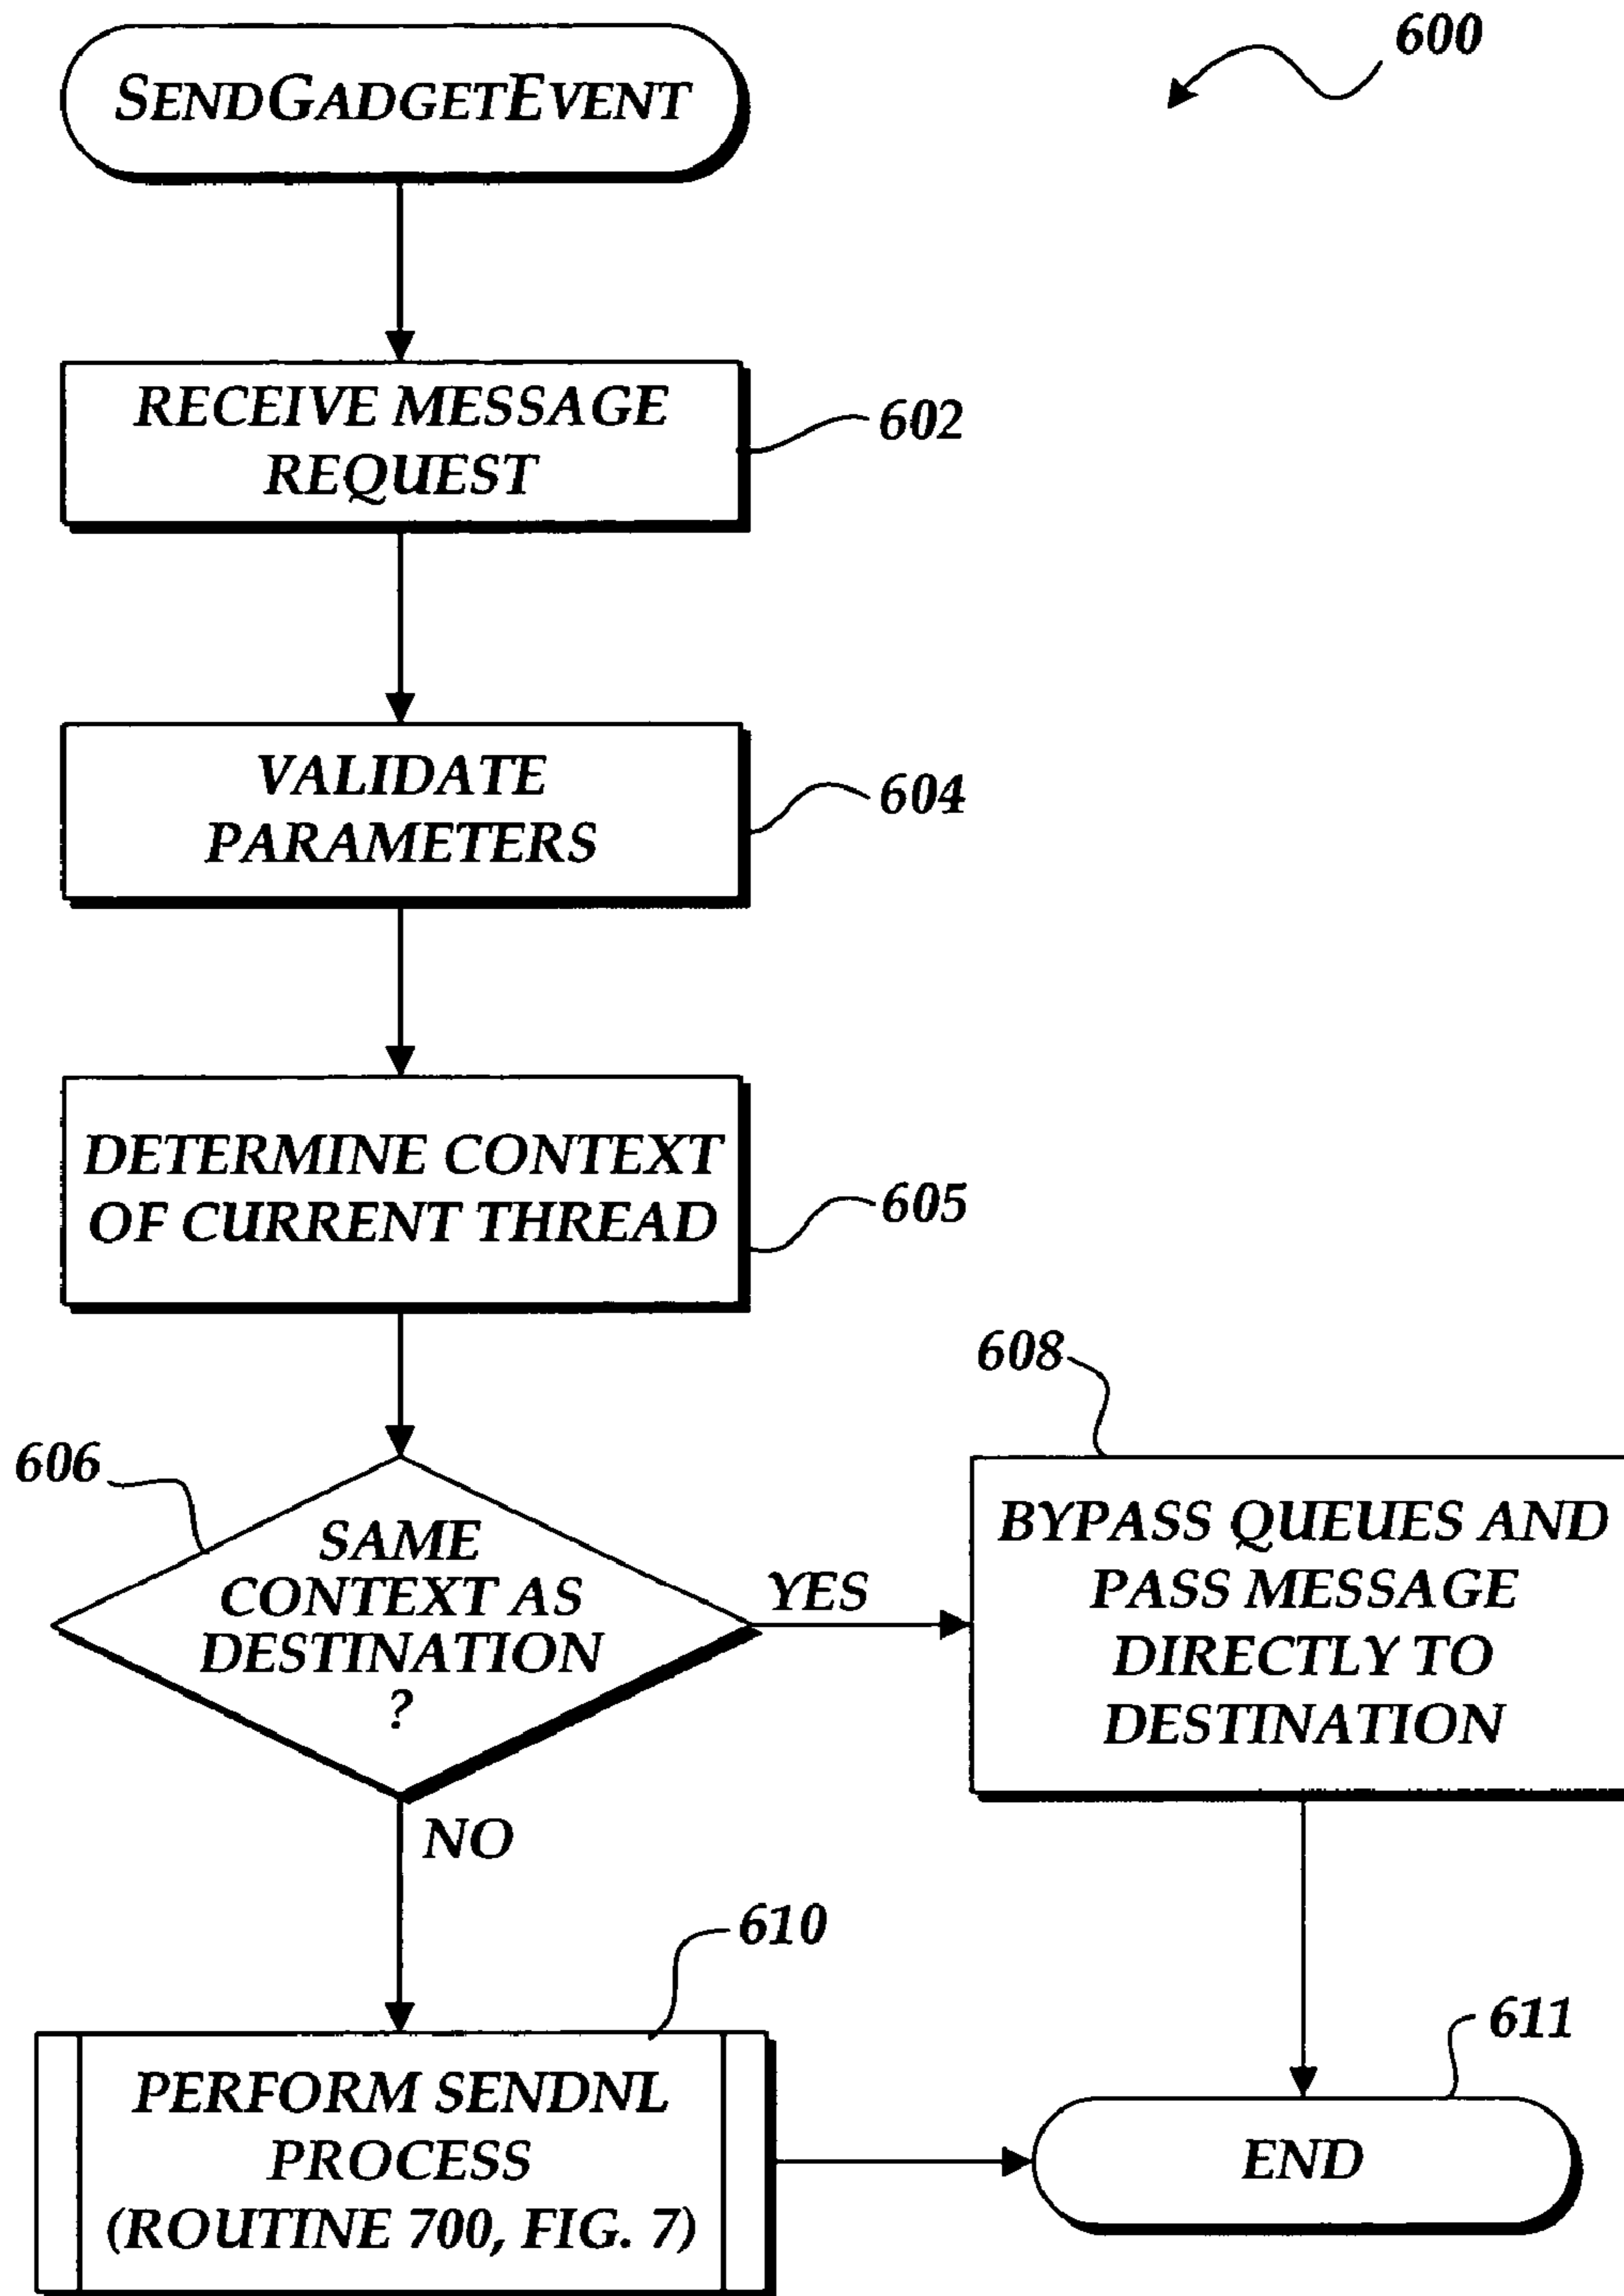 SENDGADGETEVENT
600
RECEIVE MESSAGE
REQUEST
602
VALIDATE
PARAMETERS
604
DETERMINE CONTEXT
OF CURRENT THREAD
605
606
SAME
CONTEXT AS
DESTINATION
?
YES
NO
608
BYPASS QUEUES AND
PASS MESSAGE
DIRECTLY TO
DESTINATION
610
PERFORM SENDNL
PROCESS
(ROUTINE 700, FIG. 7)
611
END